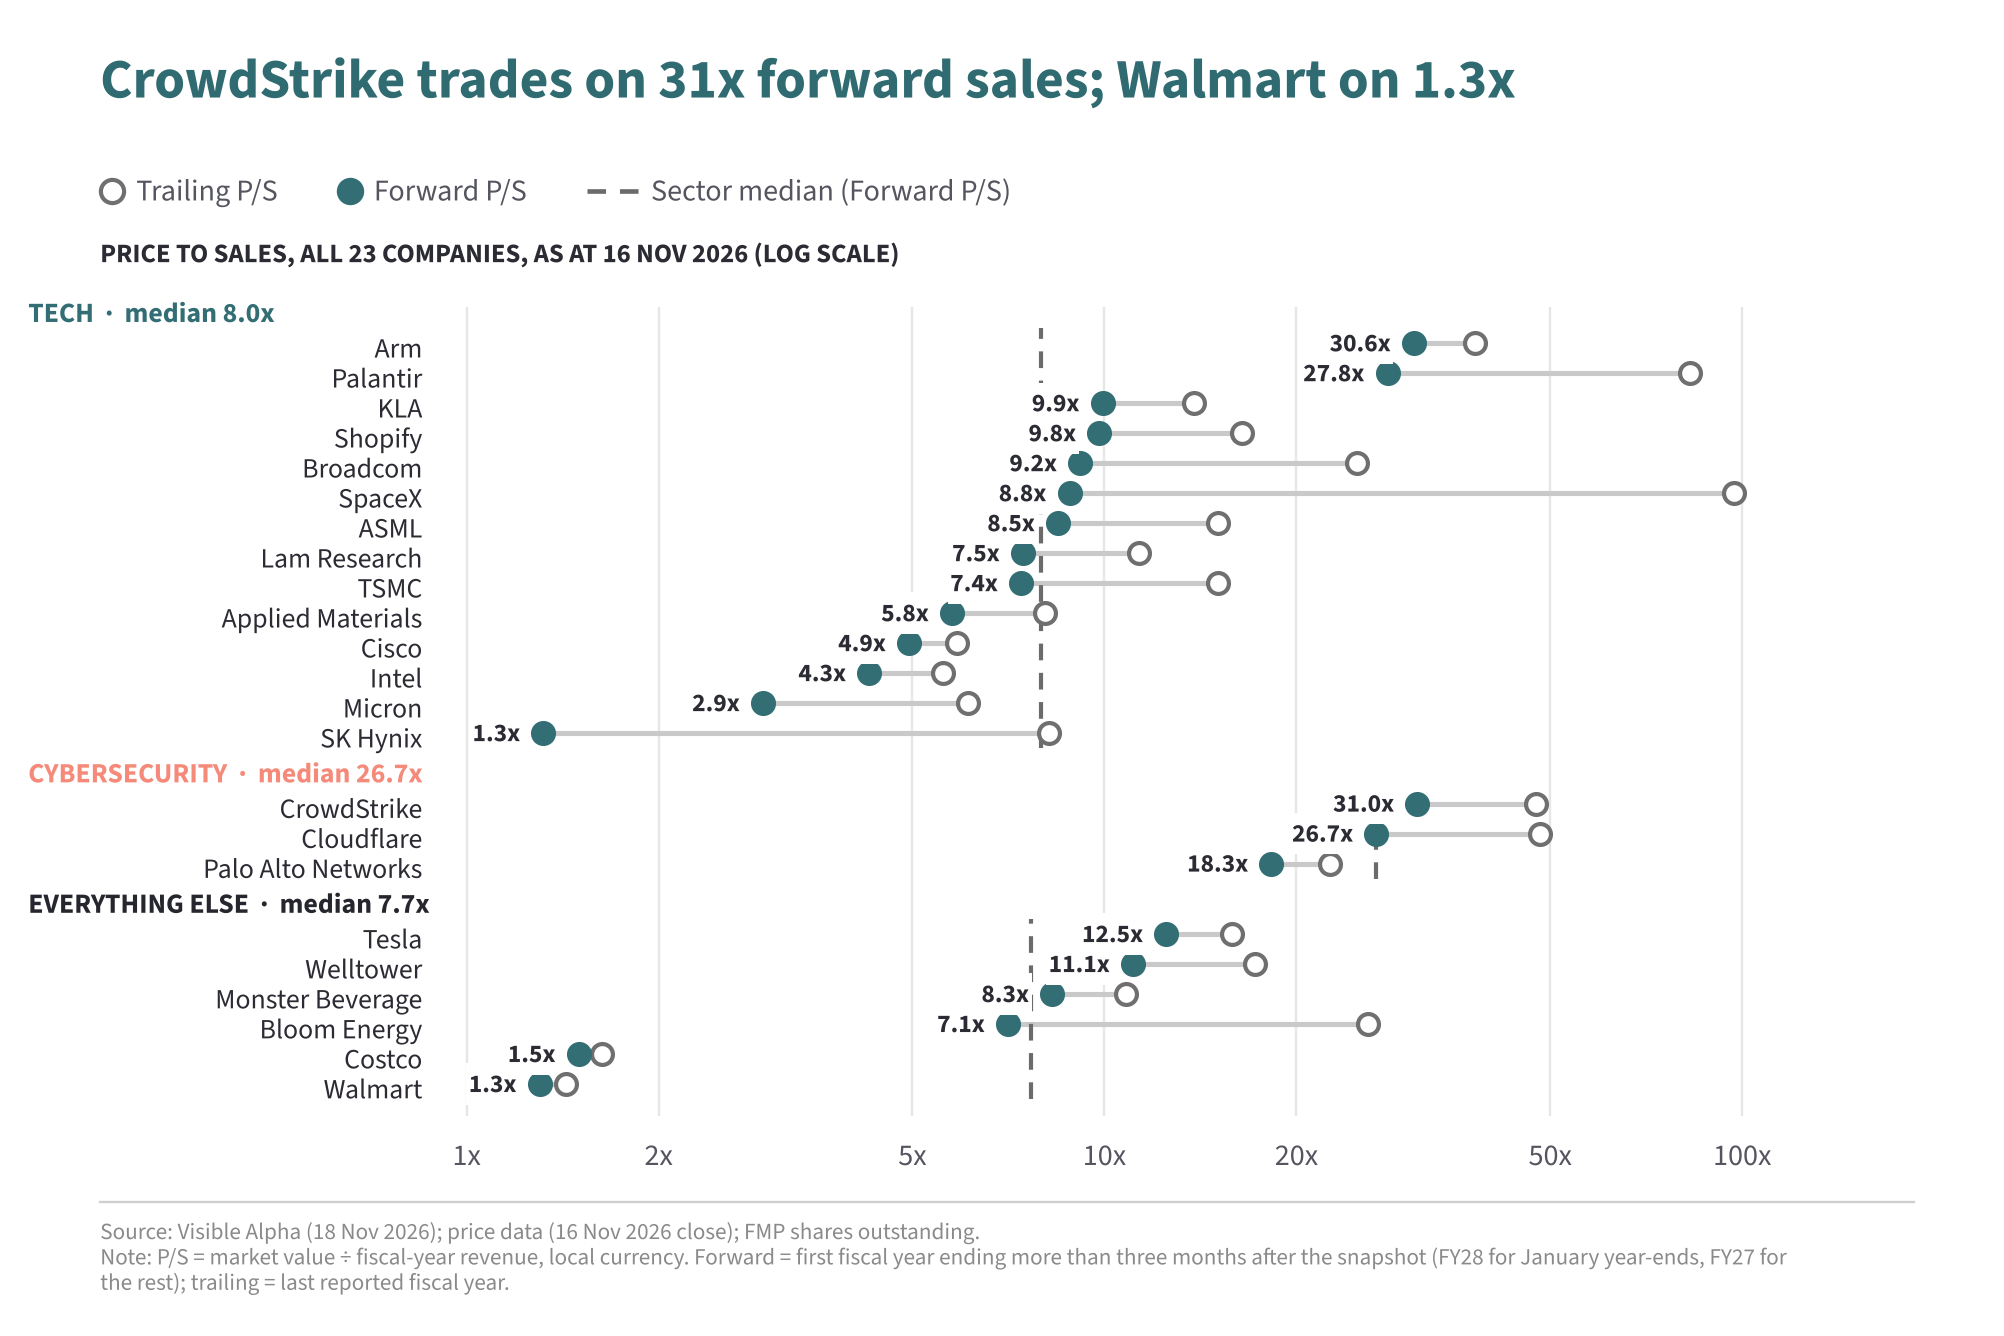 CrowdStrike trades on 31x forward sales; Walmart on 1.3x
Trailing P/S
Forward P/S
Sector median (Forward P/S)
PRICE TO SALES, ALL 23 COMPANIES, AS AT 16 NOV 2026 (LOG SCALE)
TECH · median 8.0x
Arm 30.6x
Palantir 27.8x
KLA 9.9x
Shopify 9.8x
Broadcom 9.2x
SpaceX 8.8x
ASML 8.5x
Lam Research 7.5x
TSMC 7.4x
Applied Materials 5.8x
Cisco 4.9x
Intel 4.3x
Micron 2.9x
SK Hynix 1.3x
CYBERSECURITY · median 26.7x
CrowdStrike 31.0x
Cloudflare 26.7x
Palo Alto Networks 18.3x
EVERYTHING ELSE · median 7.7x
Tesla 12.5x
Welltower 11.1x
Monster Beverage 8.3x
Bloom Energy 7.1x
Costco 1.5x
Walmart 1.3x
1x 2x 5x 10x 20x 50x 100x
Source: Visible Alpha (18 Nov 2026); price data (16 Nov 2026 close); FMP shares outstanding.
Note: P/S = market value ÷ fiscal-year revenue, local currency. Forward = first fiscal year ending more than three months after the snapshot (FY28 for January year-ends, FY27 for
the rest); trailing = last reported fiscal year.